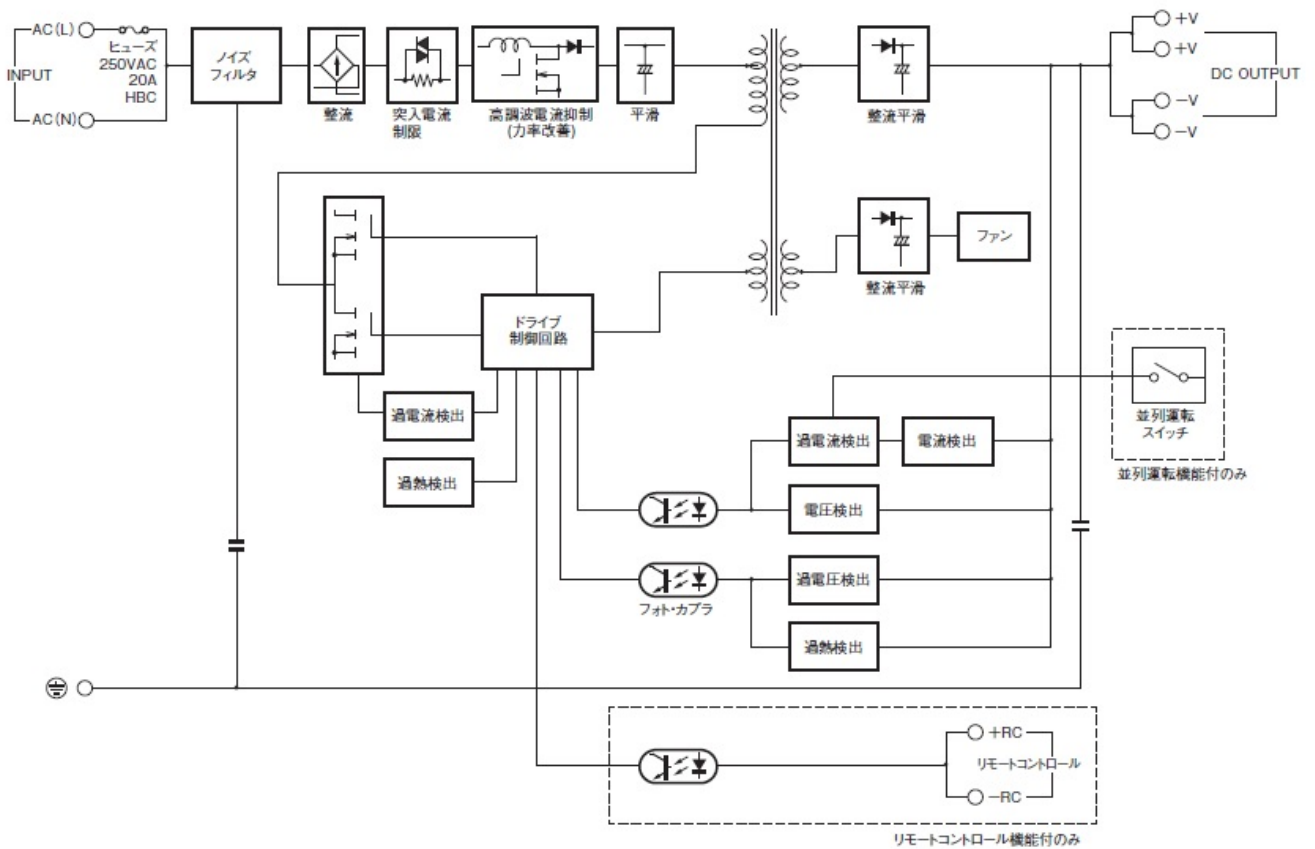 AC(L)
ヒューズ
250VAC
20A
HBC
INPUT
AC(N)
ノイズ
フィルタ
整流
突入電流
制限
高調波電流抑制
(力率改善)
平滑
整流平滑
+V
+V
DC OUTPUT
−V
−V
整流平滑
ファン
ドライブ
制御回路
過電流検出
過熱検出
過電流検出
電流検出
並列運転
スイッチ
並列運転機能付のみ
電圧検出
過電圧検出
フォト・カプラ
過熱検出
+RC
リモートコントロール
−RC
リモートコントロール機能付のみ